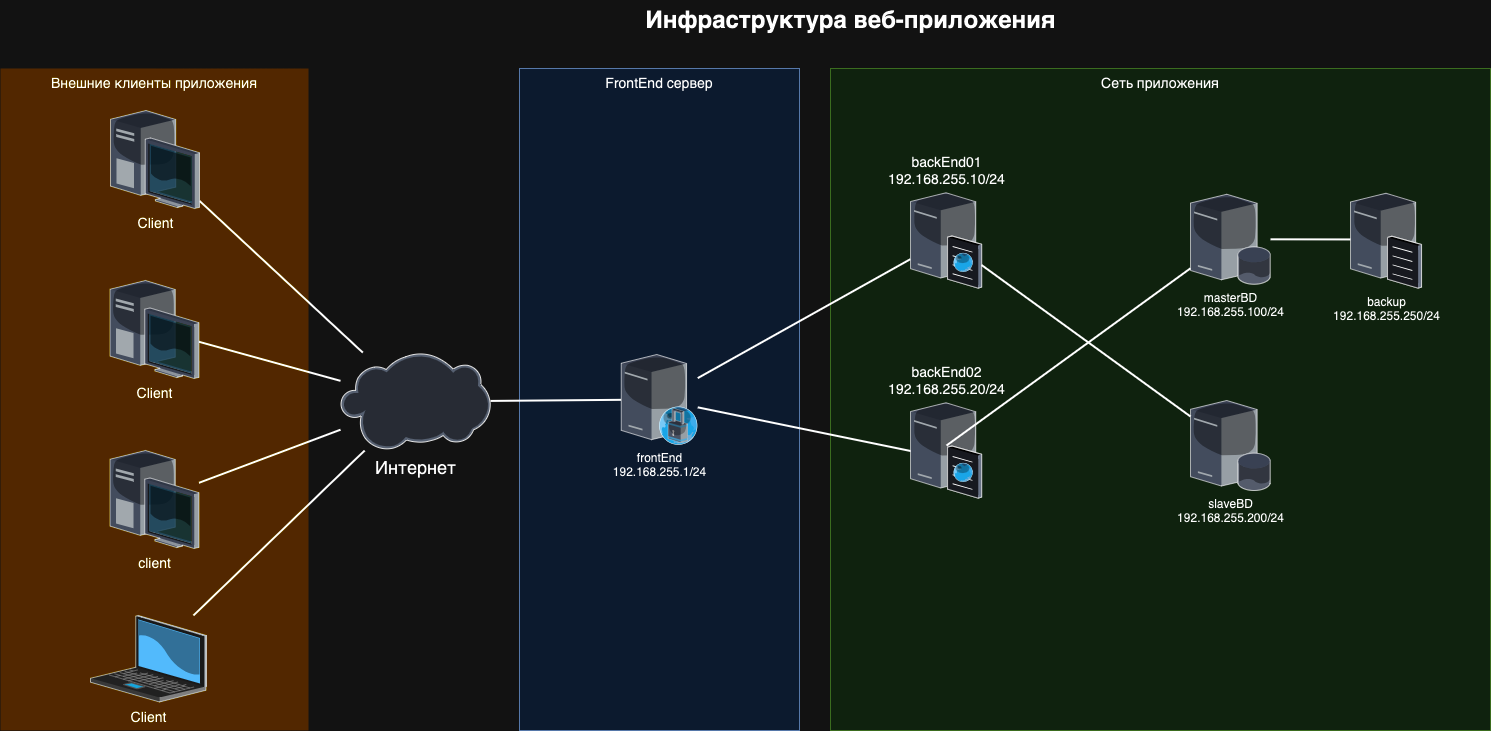 Инфраструктура веб-приложения
Внешние клиенты приложения
Client
Client
client
Client
Интернет
FrontEnd сервер
frontEnd
192.168.255.1/24
Сеть приложения
backEnd01
192.168.255.10/24
backEnd02
192.168.255.20/24
masterBD
192.168.255.100/24
backup
192.168.255.250/24
slaveBD
192.168.255.200/24